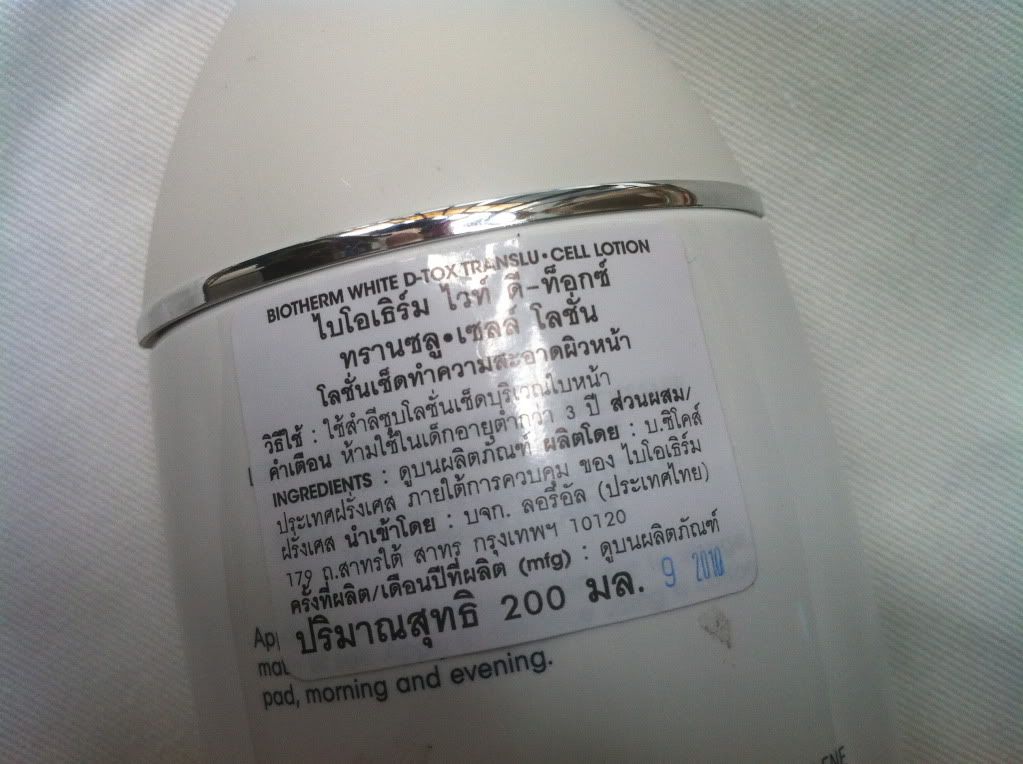 BIOTHERM WHITE D-TOX TRANSLU•CELL LOTION
ไบโอเธิร์ม ไวท์ ดี-ท็อกซ์
ทรานซลู•เซลล์ โลชั่น
โลชั่นเช็ดทำความสะอาดผิวหน้า
วิธีใช้ : ใช้สำลีชุบโลชั่นเช็ดบริเวณใบหน้า
คำเตือน ห้ามใช้ในเด็กอายุต่ำกว่า 3 ปี ส่วนผสม/
INGREDIENTS : ดูบนผลิตภัณฑ์ ผลิตโดย : บ.ซิโคส์
ประเทศฝรั่งเศส ภายใต้การควบคุม ของ ไบโอเธิร์ม
ฝรั่งเศส นำเข้าโดย : บจก. ลอรีอัล (ประเทศไทย)
179 ถ.สาทรใต้ สาทร กรุงเทพฯ 10120
ครั้งที่ผลิต/เดือนปีที่ผลิต (mfg) : ดูบนผลิตภัณฑ์
ปริมาณสุทธิ 200 มล. 9 2010
pad, morning and evening.